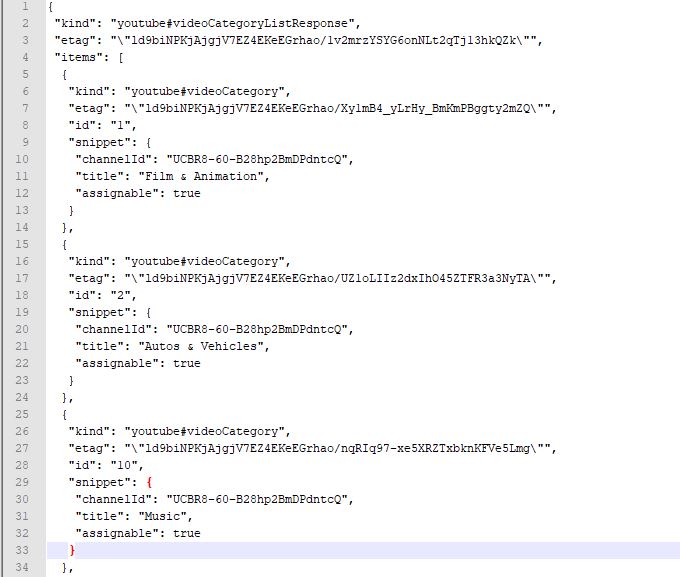 1 {
2 "kind": "youtube#videoCategoryListResponse",
3 "etag": "\"ld9biNPKjAjgjV7EZ4EKeEGrhao/1v2mrzYSYG6onNLt2qTj13hkQZk\"",
4 "items": [
5 {
6 "kind": "youtube#videoCategory",
7 "etag": "\"ld9biNPKjAjgjV7EZ4EKeEGrhao/Xy1mB4_yLrHy_BmKmPBggty2mZQ\"",
8 "id": "1",
9 "snippet": {
10 "channelId": "UCBR8-60-B28hp2BmDPdntcQ",
11 "title": "Film & Animation",
12 "assignable": true
13 }
14 },
15 {
16 "kind": "youtube#videoCategory",
17 "etag": "\"ld9biNPKjAjgjV7EZ4EKeEGrhao/UZ1oLIIz2dxIhO45ZTFR3a3NyTA\"",
18 "id": "2",
19 "snippet": {
20 "channelId": "UCBR8-60-B28hp2BmDPdntcQ",
21 "title": "Autos & Vehicles",
22 "assignable": true
23 }
24 },
25 {
26 "kind": "youtube#videoCategory",
27 "etag": "\"ld9biNPKjAjgjV7EZ4EKeEGrhao/nqRIq97-xe5XRZTxbknKFVe5Lmg\"",
28 "id": "10",
29 "snippet": {
30 "channelId": "UCBR8-60-B28hp2BmDPdntcQ",
31 "title": "Music",
32 "assignable": true
33 }
34 },